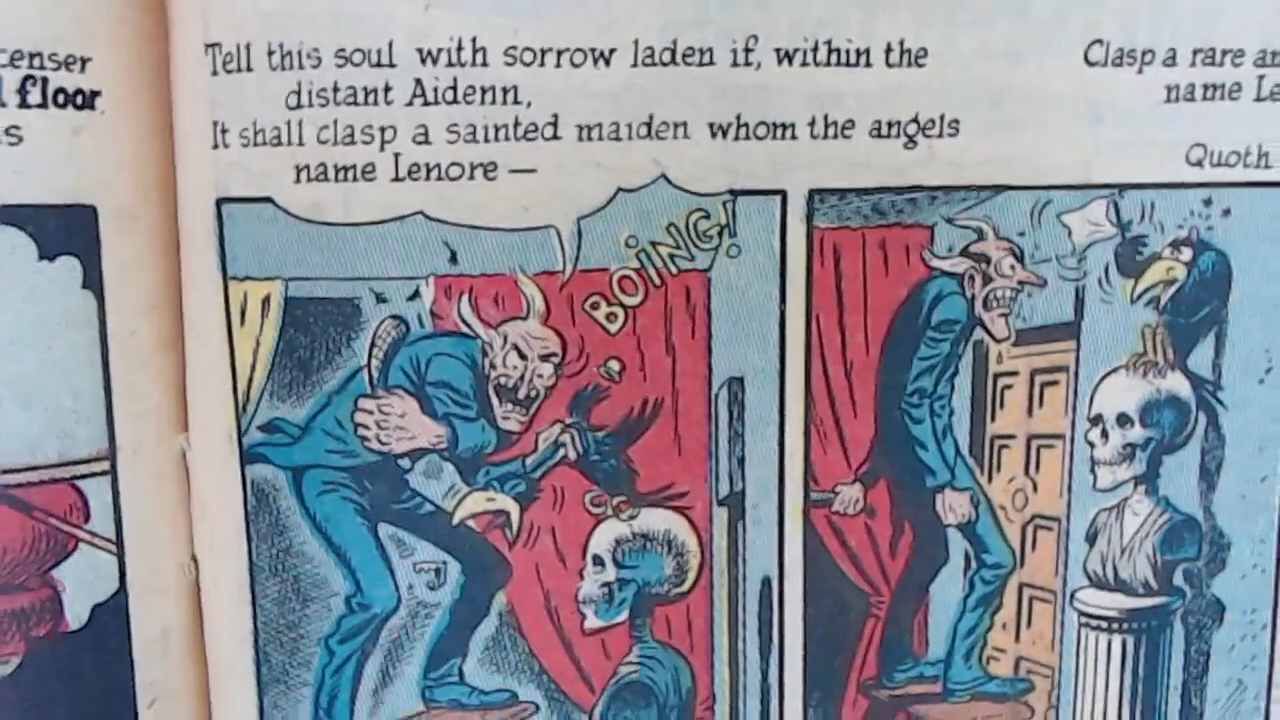 censer
floor
s
Tell this soul with sorrow laden if, within the
distant Aidenn,
It shall clasp a sainted maiden whom the angels
name Lenore —
BOING!
Clasp a rare
name
Quoth